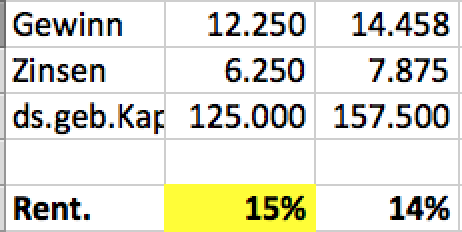 Gewinn 12.250 14.458
Zinsen 6.250 7.875
ds.geb.Kap 125.000 157.500
Rent. 15% 14%